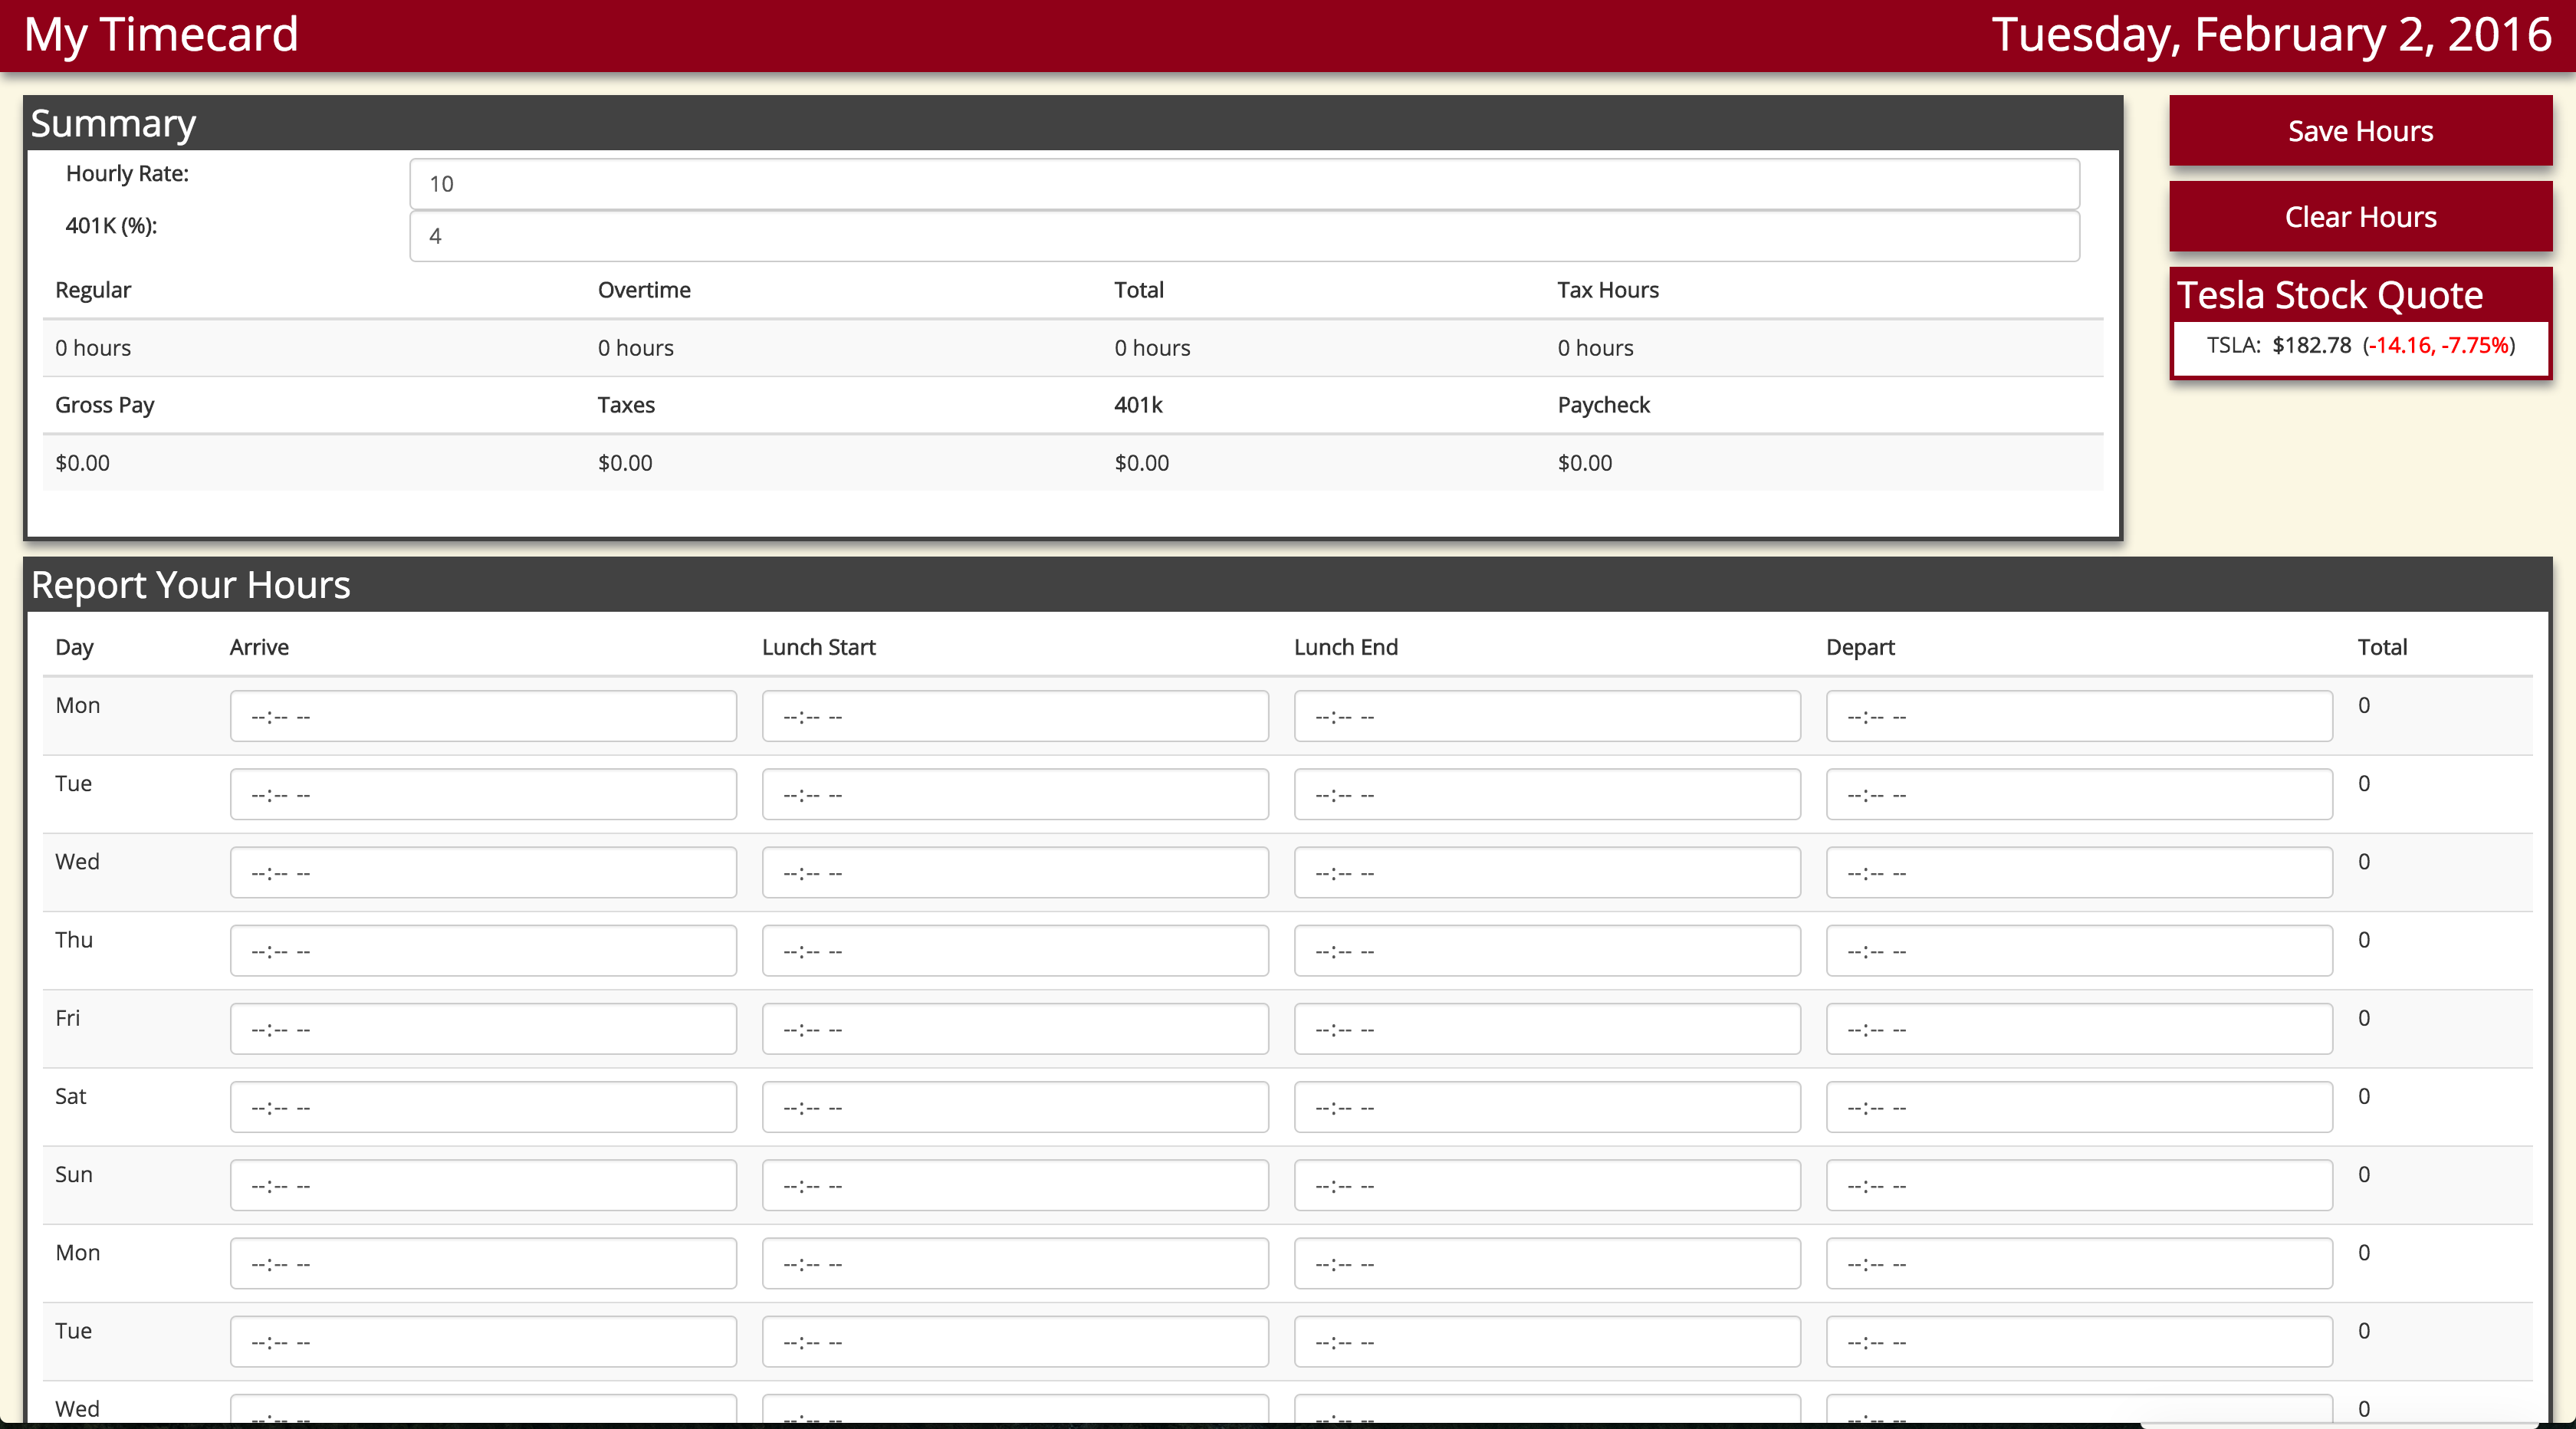 My Timecard
Tuesday, February 2, 2016
Summary
Hourly Rate: 10
401K (%): 4
Regular Overtime Total Tax Hours
0 hours 0 hours 0 hours 0 hours
Gross Pay Taxes 401k Paycheck
$0.00 $0.00 $0.00 $0.00
Save Hours
Clear Hours
Tesla Stock Quote
TSLA: $182.78 (-14.16, -7.75%)
Report Your Hours
Day Arrive Lunch Start Lunch End Depart Total
Mon --:-- -- --:-- -- --:-- -- --:-- -- 0
Tue --:-- -- --:-- -- --:-- -- --:-- -- 0
Wed --:-- -- --:-- -- --:-- -- --:-- -- 0
Thu --:-- -- --:-- -- --:-- -- --:-- -- 0
Fri --:-- -- --:-- -- --:-- -- --:-- -- 0
Sat --:-- -- --:-- -- --:-- -- --:-- -- 0
Sun --:-- -- --:-- -- --:-- -- --:-- -- 0
Mon --:-- -- --:-- -- --:-- -- --:-- -- 0
Tue --:-- -- --:-- -- --:-- -- --:-- -- 0
Wed --:-- -- --:-- -- --:-- -- --:-- -- 0